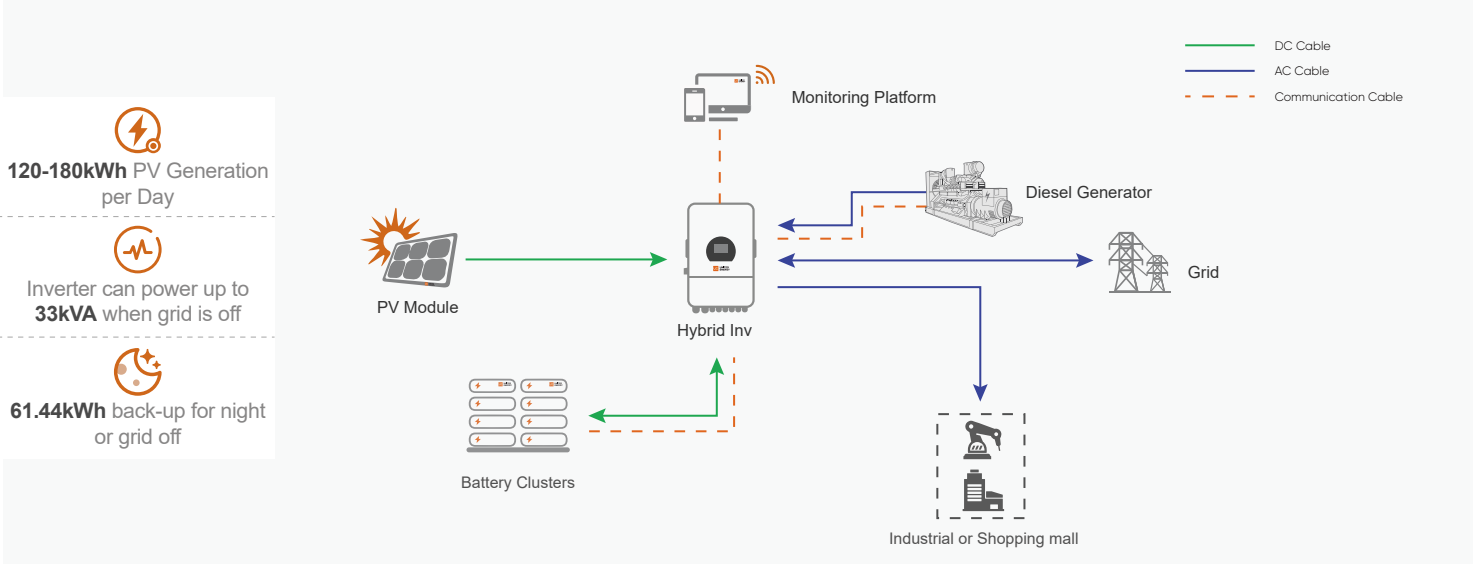 DC Cable
AC Cable
Communication Cable
Monitoring Platform
120-180kWh PV Generation
per Day
Diesel Generator
Inverter can power up to
33kVA when grid is off
Grid
PV Module
Hybrid Inv
61.44kWh back-up for night
or grid off
Battery Clusters
Industrial or Shopping mall